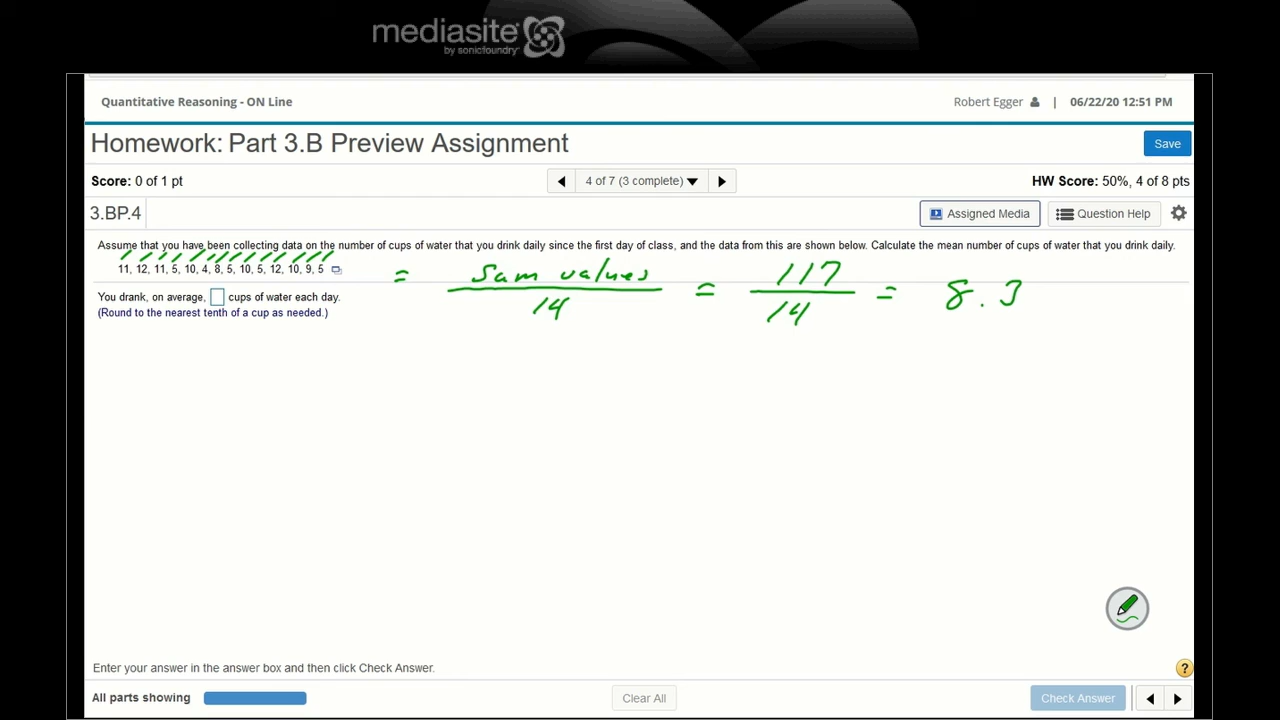 mediasite
by sonicfoundry
Quantitative Reasoning - ON Line
Robert Egger | 06/22/20 12:51 PM
Homework: Part 3.B Preview Assignment
Save
Score: 0 of 1 pt
4 of 7 (3 complete)
HW Score: 50%, 4 of 8 pts
3.BP.4
Assigned Media
Question Help
Assume that you have been collecting data on the number of cups of water that you drink daily since the first day of class, and the data from this are shown below. Calculate the mean number of cups of water that you drink daily.
11, 12, 11, 5, 10, 4, 8, 5, 10, 5, 12, 10, 9, 5
= sum values / 14 = 117 / 14 = 8.3
You drank, on average, cups of water each day.
(Round to the nearest tenth of a cup as needed.)
Enter your answer in the answer box and then click Check Answer.
?
All parts showing
Clear All
Check Answer